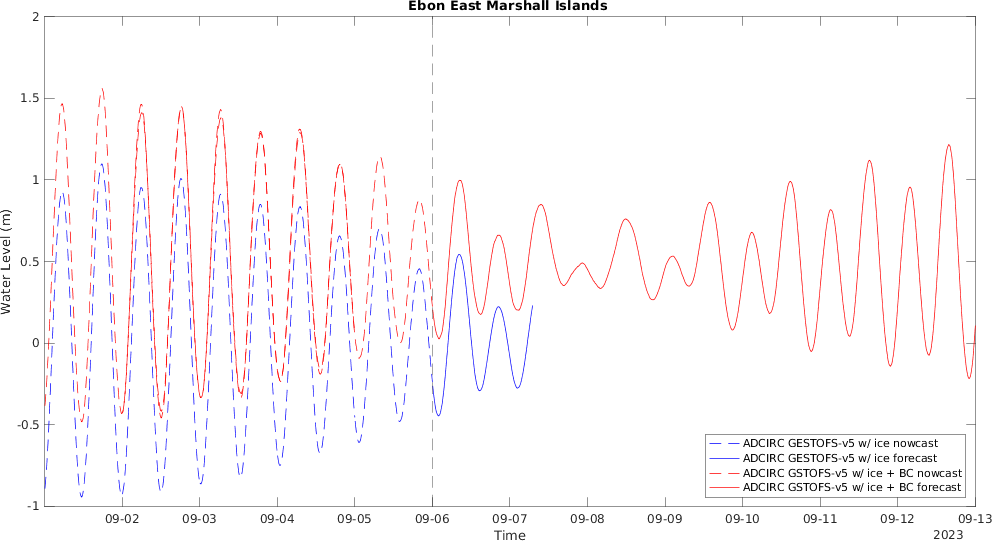 Ebon East Marshall Islands
2
1.5
1
0.5
0
-0.5
-1
Water Level (m)
09-02 09-03 09-04 09-05 09-06 09-07 09-08 09-09 09-10 09-11 09-12 09-13
Time
2023
ADCIRC GESTOFS-v5 w/ ice nowcast
ADCIRC GESTOFS-v5 w/ ice forecast
ADCIRC GSTOFS-v5 w/ ice + BC nowcast
ADCIRC GSTOFS-v5 w/ ice + BC forecast